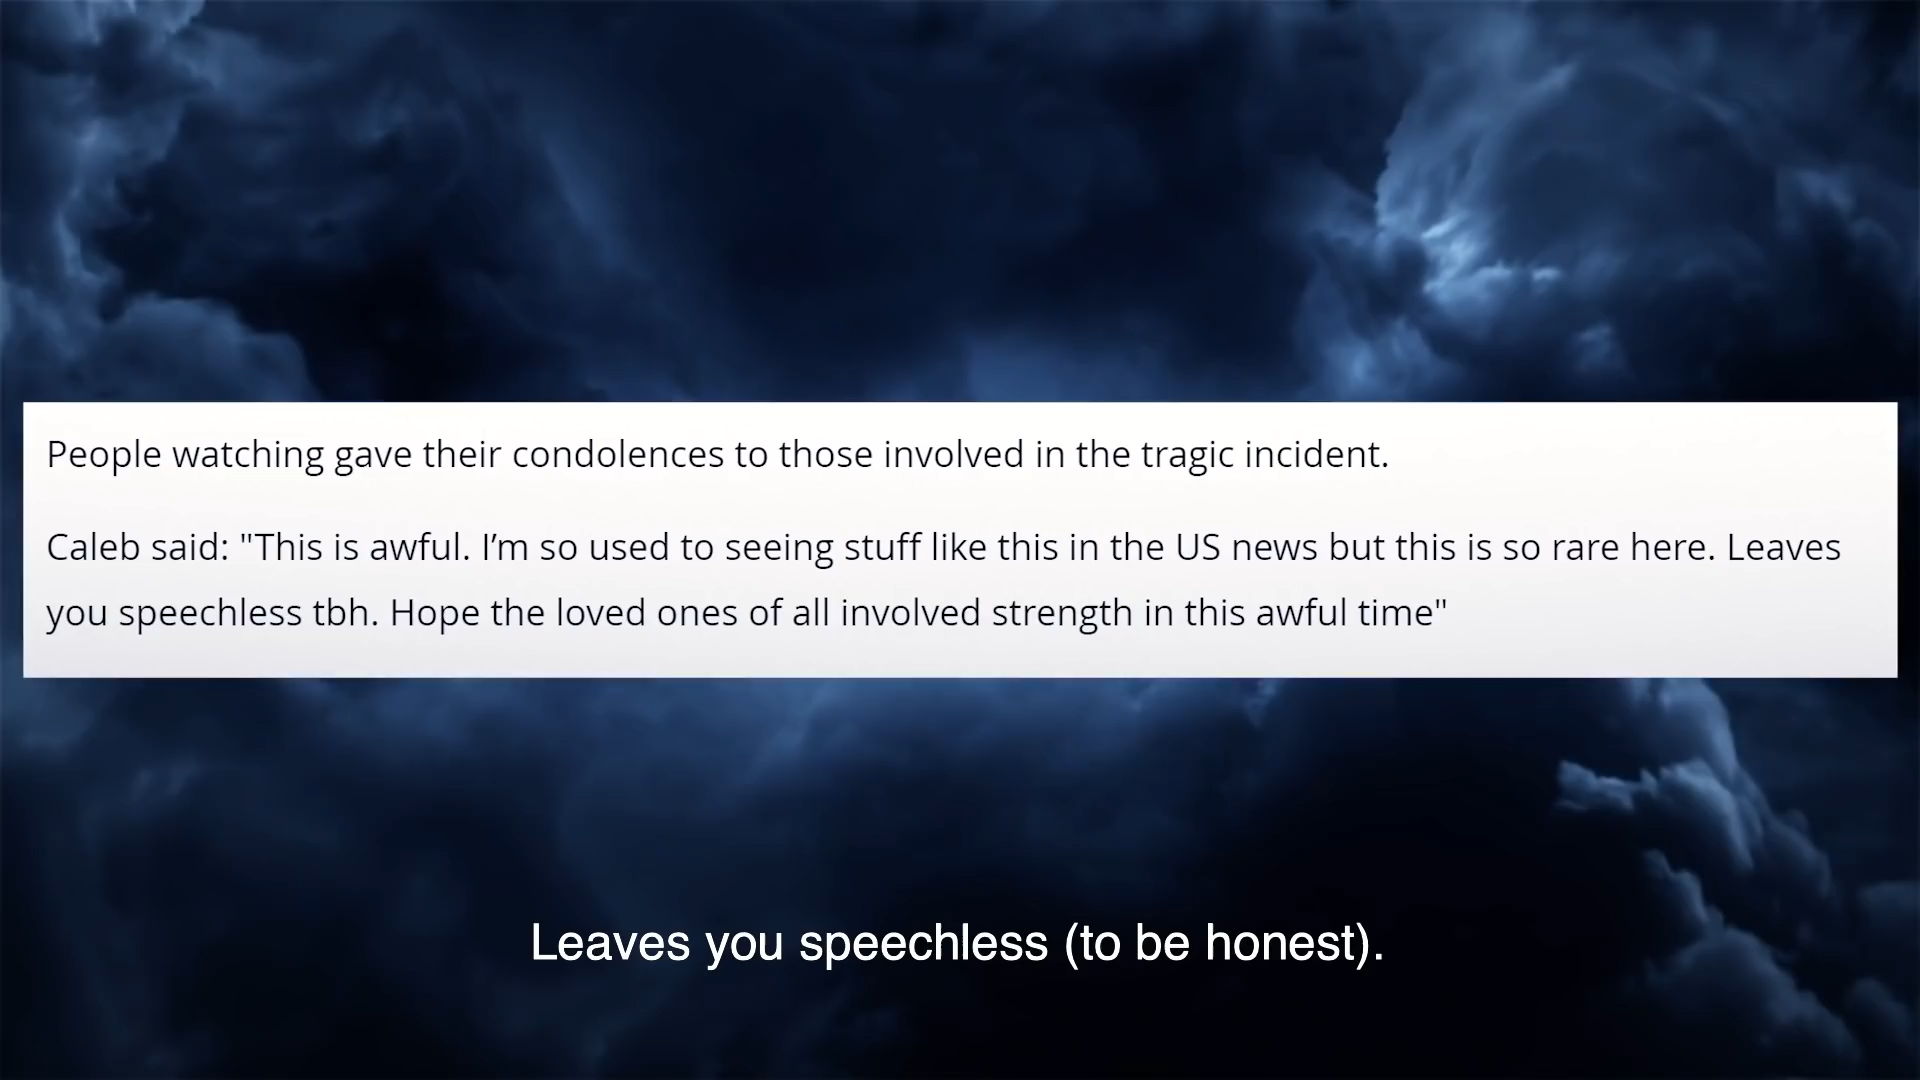 People watching gave their condolences to those involved in the tragic incident.
Caleb said: "This is awful. I’m so used to seeing stuff like this in the US news but this is so rare here. Leaves
you speechless tbh. Hope the loved ones of all involved strength in this awful time"
Leaves you speechless (to be honest).